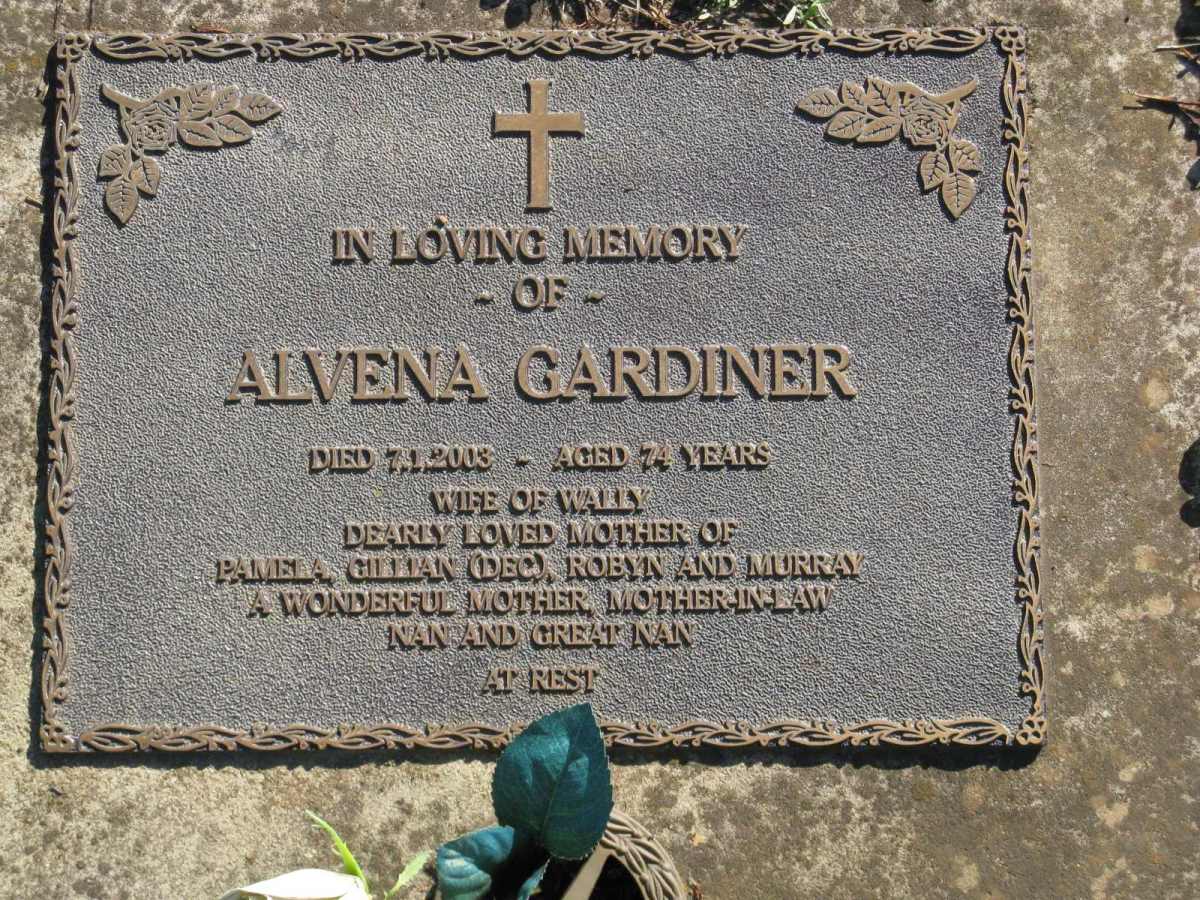 IN LOVING MEMORY
~ OF ~
ALVENA GARDINER
DIED 7.1.2003 - AGED 74 YEARS
WIFE OF WALLY
DEARLY LOVED MOTHER OF
PAMELA, GILLIAN (DEC), ROBYN AND MURRAY
A WONDERFUL MOTHER, MOTHER-IN-LAW
NAN AND GREAT NAN
AT REST